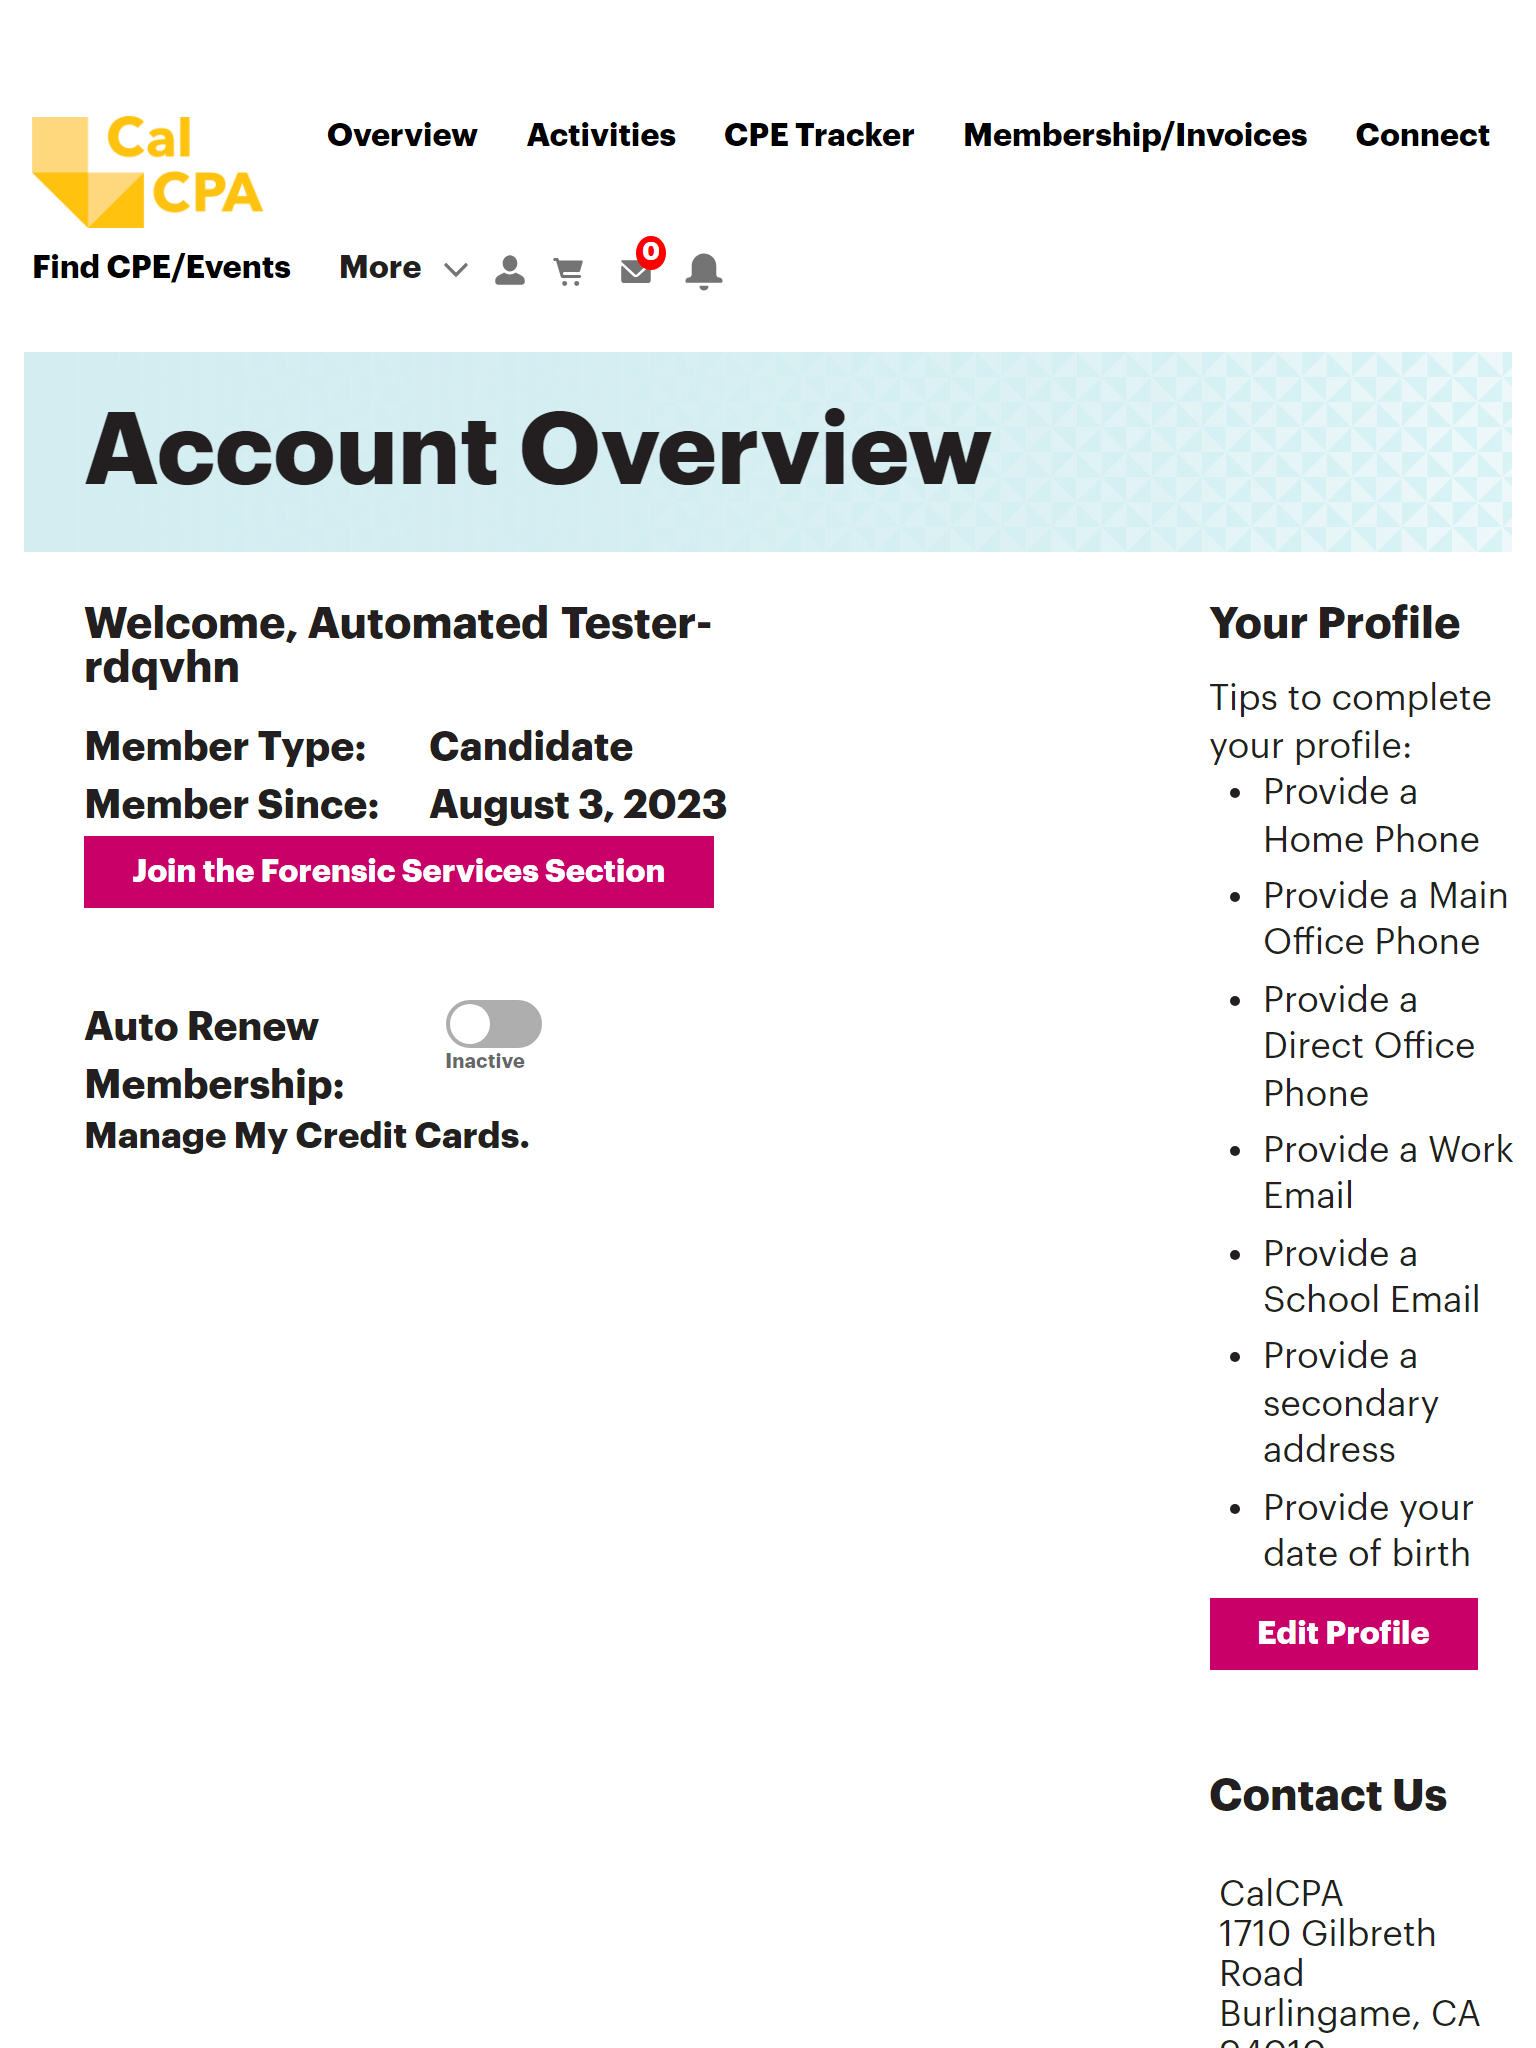 Cal
CPA
Overview
Activities
CPE Tracker
Membership/Invoices
Connect
Find CPE/Events
More
0
Account Overview
Welcome, Automated Tester-
rdqvhn
Member Type: Candidate
Member Since: August 3, 2023
Join the Forensic Services Section
Auto Renew
Membership:
Inactive
Manage My Credit Cards.
Your Profile
Tips to complete
your profile:
Provide a
Home Phone
Provide a Main
Office Phone
Provide a
Direct Office
Phone
Provide a Work
Email
Provide a
School Email
Provide a
secondary
address
Provide your
date of birth
Edit Profile
Contact Us
CalCPA
1710 Gilbreth
Road
Burlingame, CA